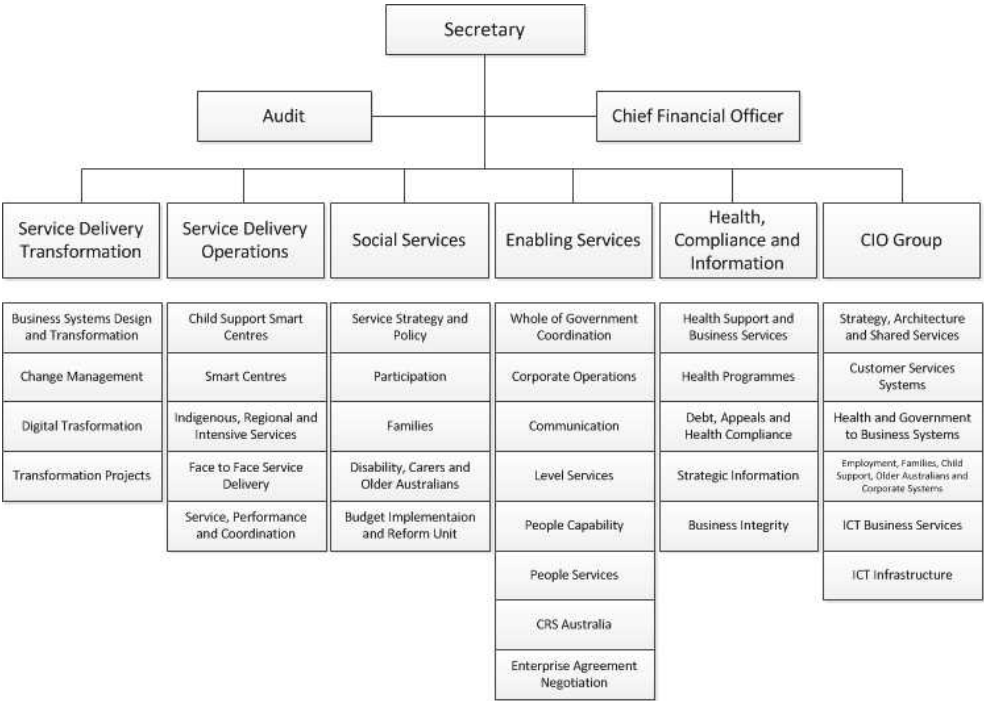 Secretary
Audit
Chief Financial Officer
Service Delivery
Transformation
Service Delivery
Operations
Social Services
Enabling Services
Health,
Compliance and
Information
CIO Group
Business Systems Design
and Transformation
Change Management
Digital Trasformation
Transformation Projects
Child Support Smart
Centres
Smart Centres
Indigenous, Regional and
Intensive Services
Face to Face Service
Delivery
Service, Performance
and Coordination
Service Strategy and
Policy
Participation
Families
Disability, Carers and
Older Australians
Budget Implementaion
and Reform Unit
Whole of Government
Coordination
Corporate Operations
Communication
Level Services
People Capability
People Services
CRS Australia
Enterprise Agreement
Negotiation
Health Support and
Business Services
Health Programmes
Debt, Appeals and
Health Compliance
Strategic Information
Business Integrity
Strategy, Architecture
and Shared Services
Customer Services
Systems
Health and Government
to Business Systems
Employment, Families, Child
Support, Older Australians and
Corporate Systems
ICT Business Services
ICT Infrastructure